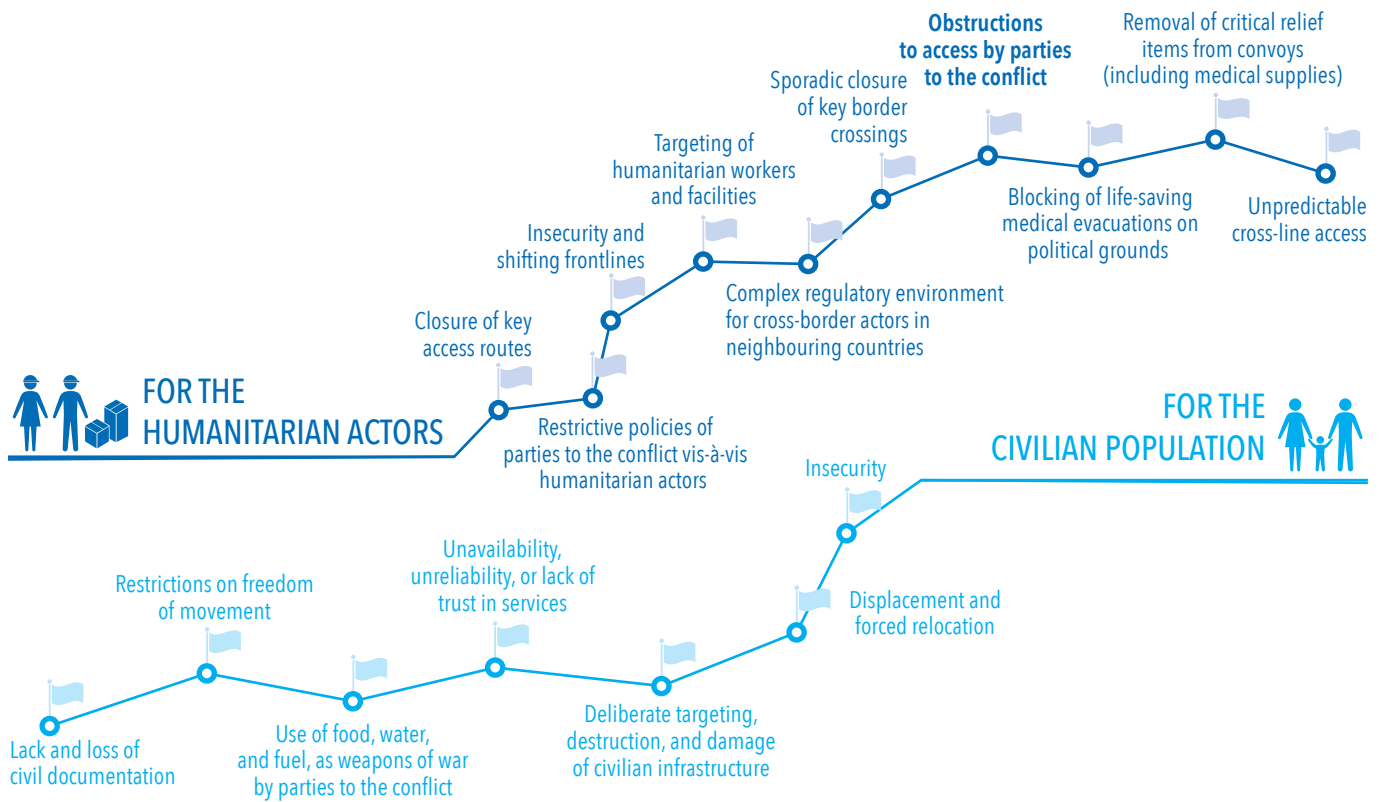 Obstructions
to access by parties
to the conflict
Removal of critical relief
items from convoys
(including medical supplies)
Sporadic closure
of key border
crossings
Targeting of
humanitarian workers
and facilities
Blocking of life-saving
medical evacuations on
political grounds
Unpredictable
cross-line access
Insecurity and
shifting frontlines
Complex regulatory environment
for cross-border actors in
neighbouring countries
Closure of key
access routes
FOR THE
HUMANITARIAN ACTORS
Restrictive policies of
parties to the conflict vis-à-vis
humanitarian actors
FOR THE
CIVILIAN POPULATION
Insecurity
Unavailability,
unreliability, or lack of
trust in services
Restrictions on freedom
of movement
Displacement and
forced relocation
Deliberate targeting,
destruction, and damage
of civilian infrastructure
Use of food, water,
and fuel, as weapons of war
by parties to the conflict
Lack and loss of
civil documentation